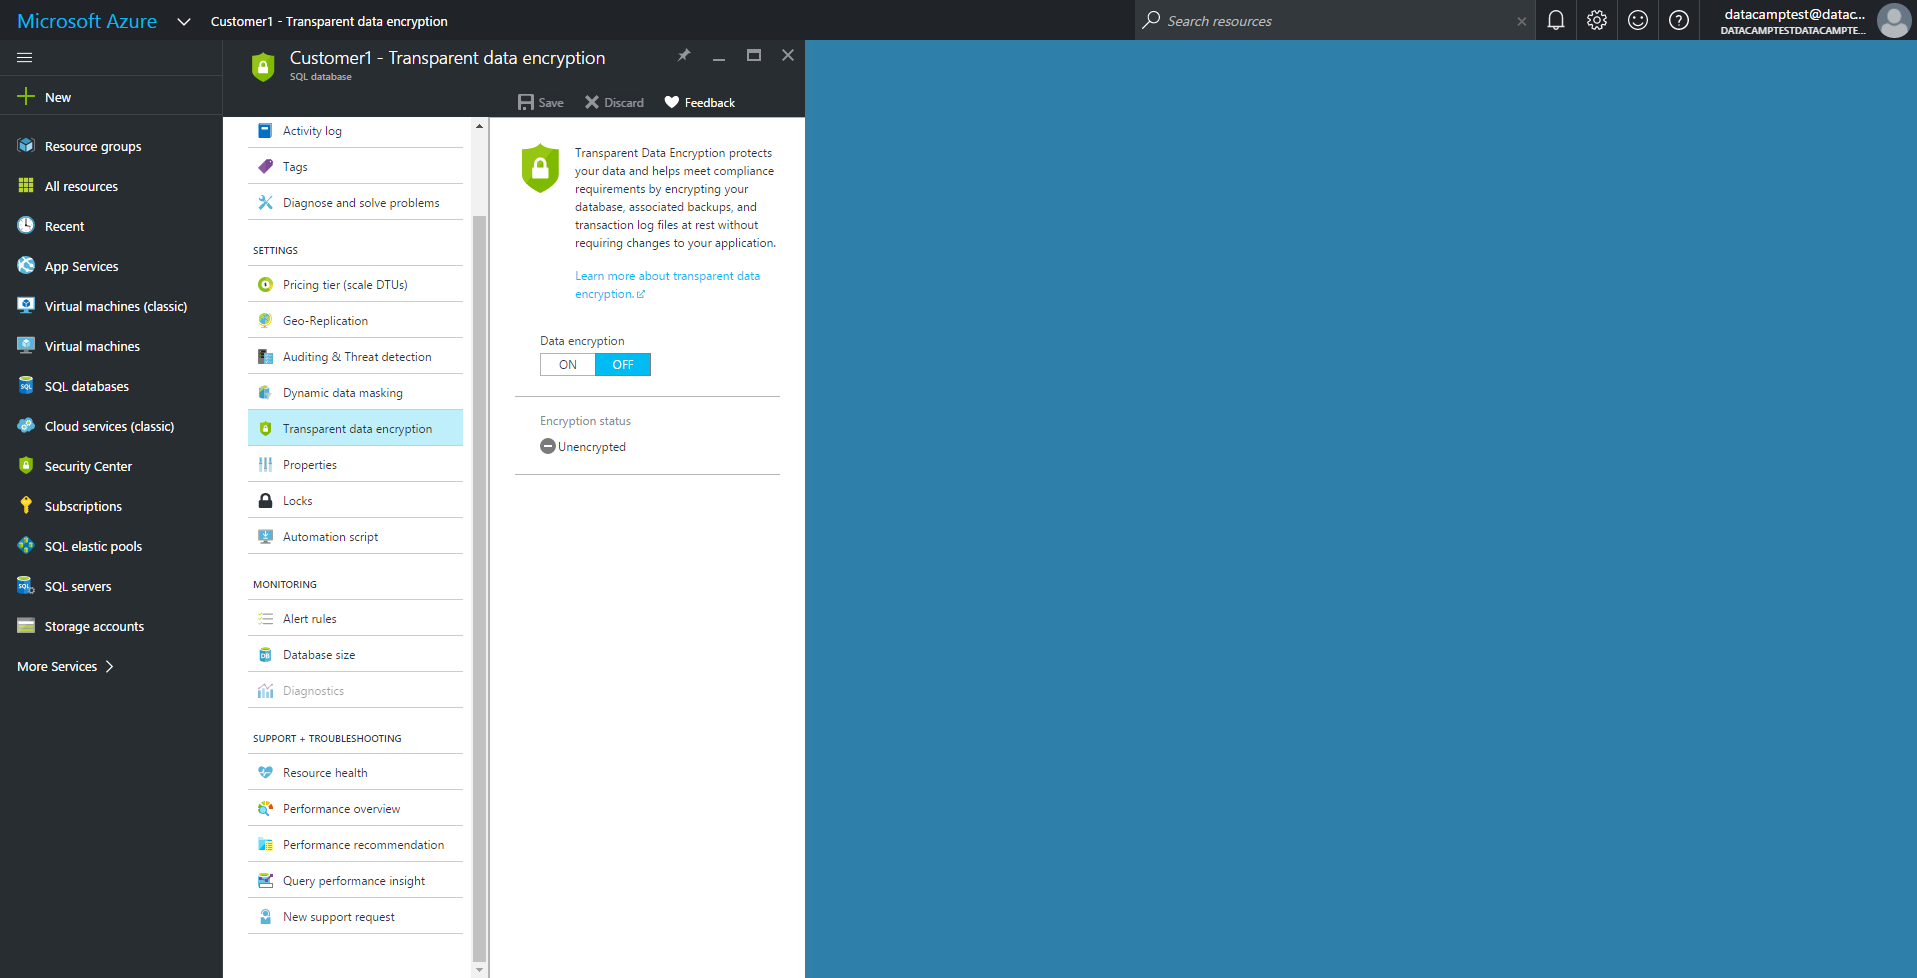 Microsoft Azure
Customer1 - Transparent data encryption
Search resources
datacamptest@datac...
DATACAMPTESTDATACAMPTE...
New
Resource groups
All resources
Recent
App Services
Virtual machines (classic)
Virtual machines
SQL databases
Cloud services (classic)
Security Center
Subscriptions
SQL elastic pools
SQL servers
Storage accounts
More Services
Customer1 - Transparent data encryption
SQL database
Save
Discard
Feedback
Activity log
Tags
Diagnose and solve problems
SETTINGS
Pricing tier (scale DTUs)
Geo-Replication
Auditing & Threat detection
Dynamic data masking
Transparent data encryption
Properties
Locks
Automation script
MONITORING
Alert rules
Database size
Diagnostics
SUPPORT + TROUBLESHOOTING
Resource health
Performance overview
Performance recommendation
Query performance insight
New support request
Transparent Data Encryption protects
your data and helps meet compliance
requirements by encrypting your
database, associated backups, and
transaction log files at rest without
requiring changes to your application.
Learn more about transparent data
encryption.
Data encryption
ON
OFF
Encryption status
Unencrypted